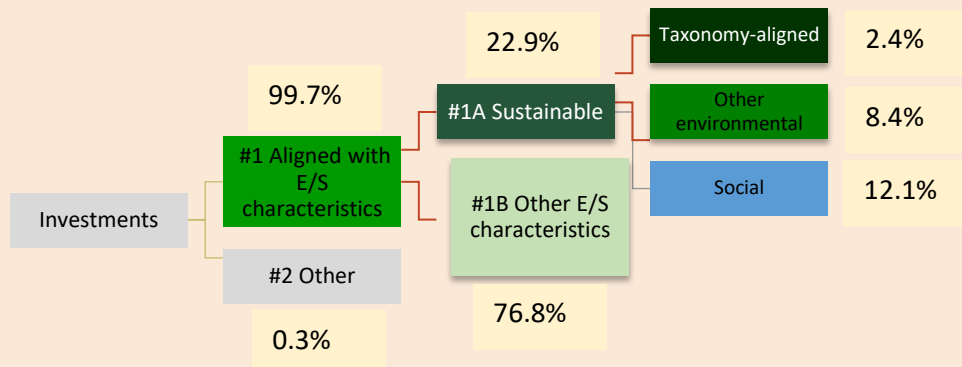 Investments
99.7%
#1 Aligned with
E/S
characteristics
#2 Other
0.3%
22.9%
#1A Sustainable
#1B Other E/S
characteristics
76.8%
Taxonomy-aligned
2.4%
Other
environmental
8.4%
Social
12.1%